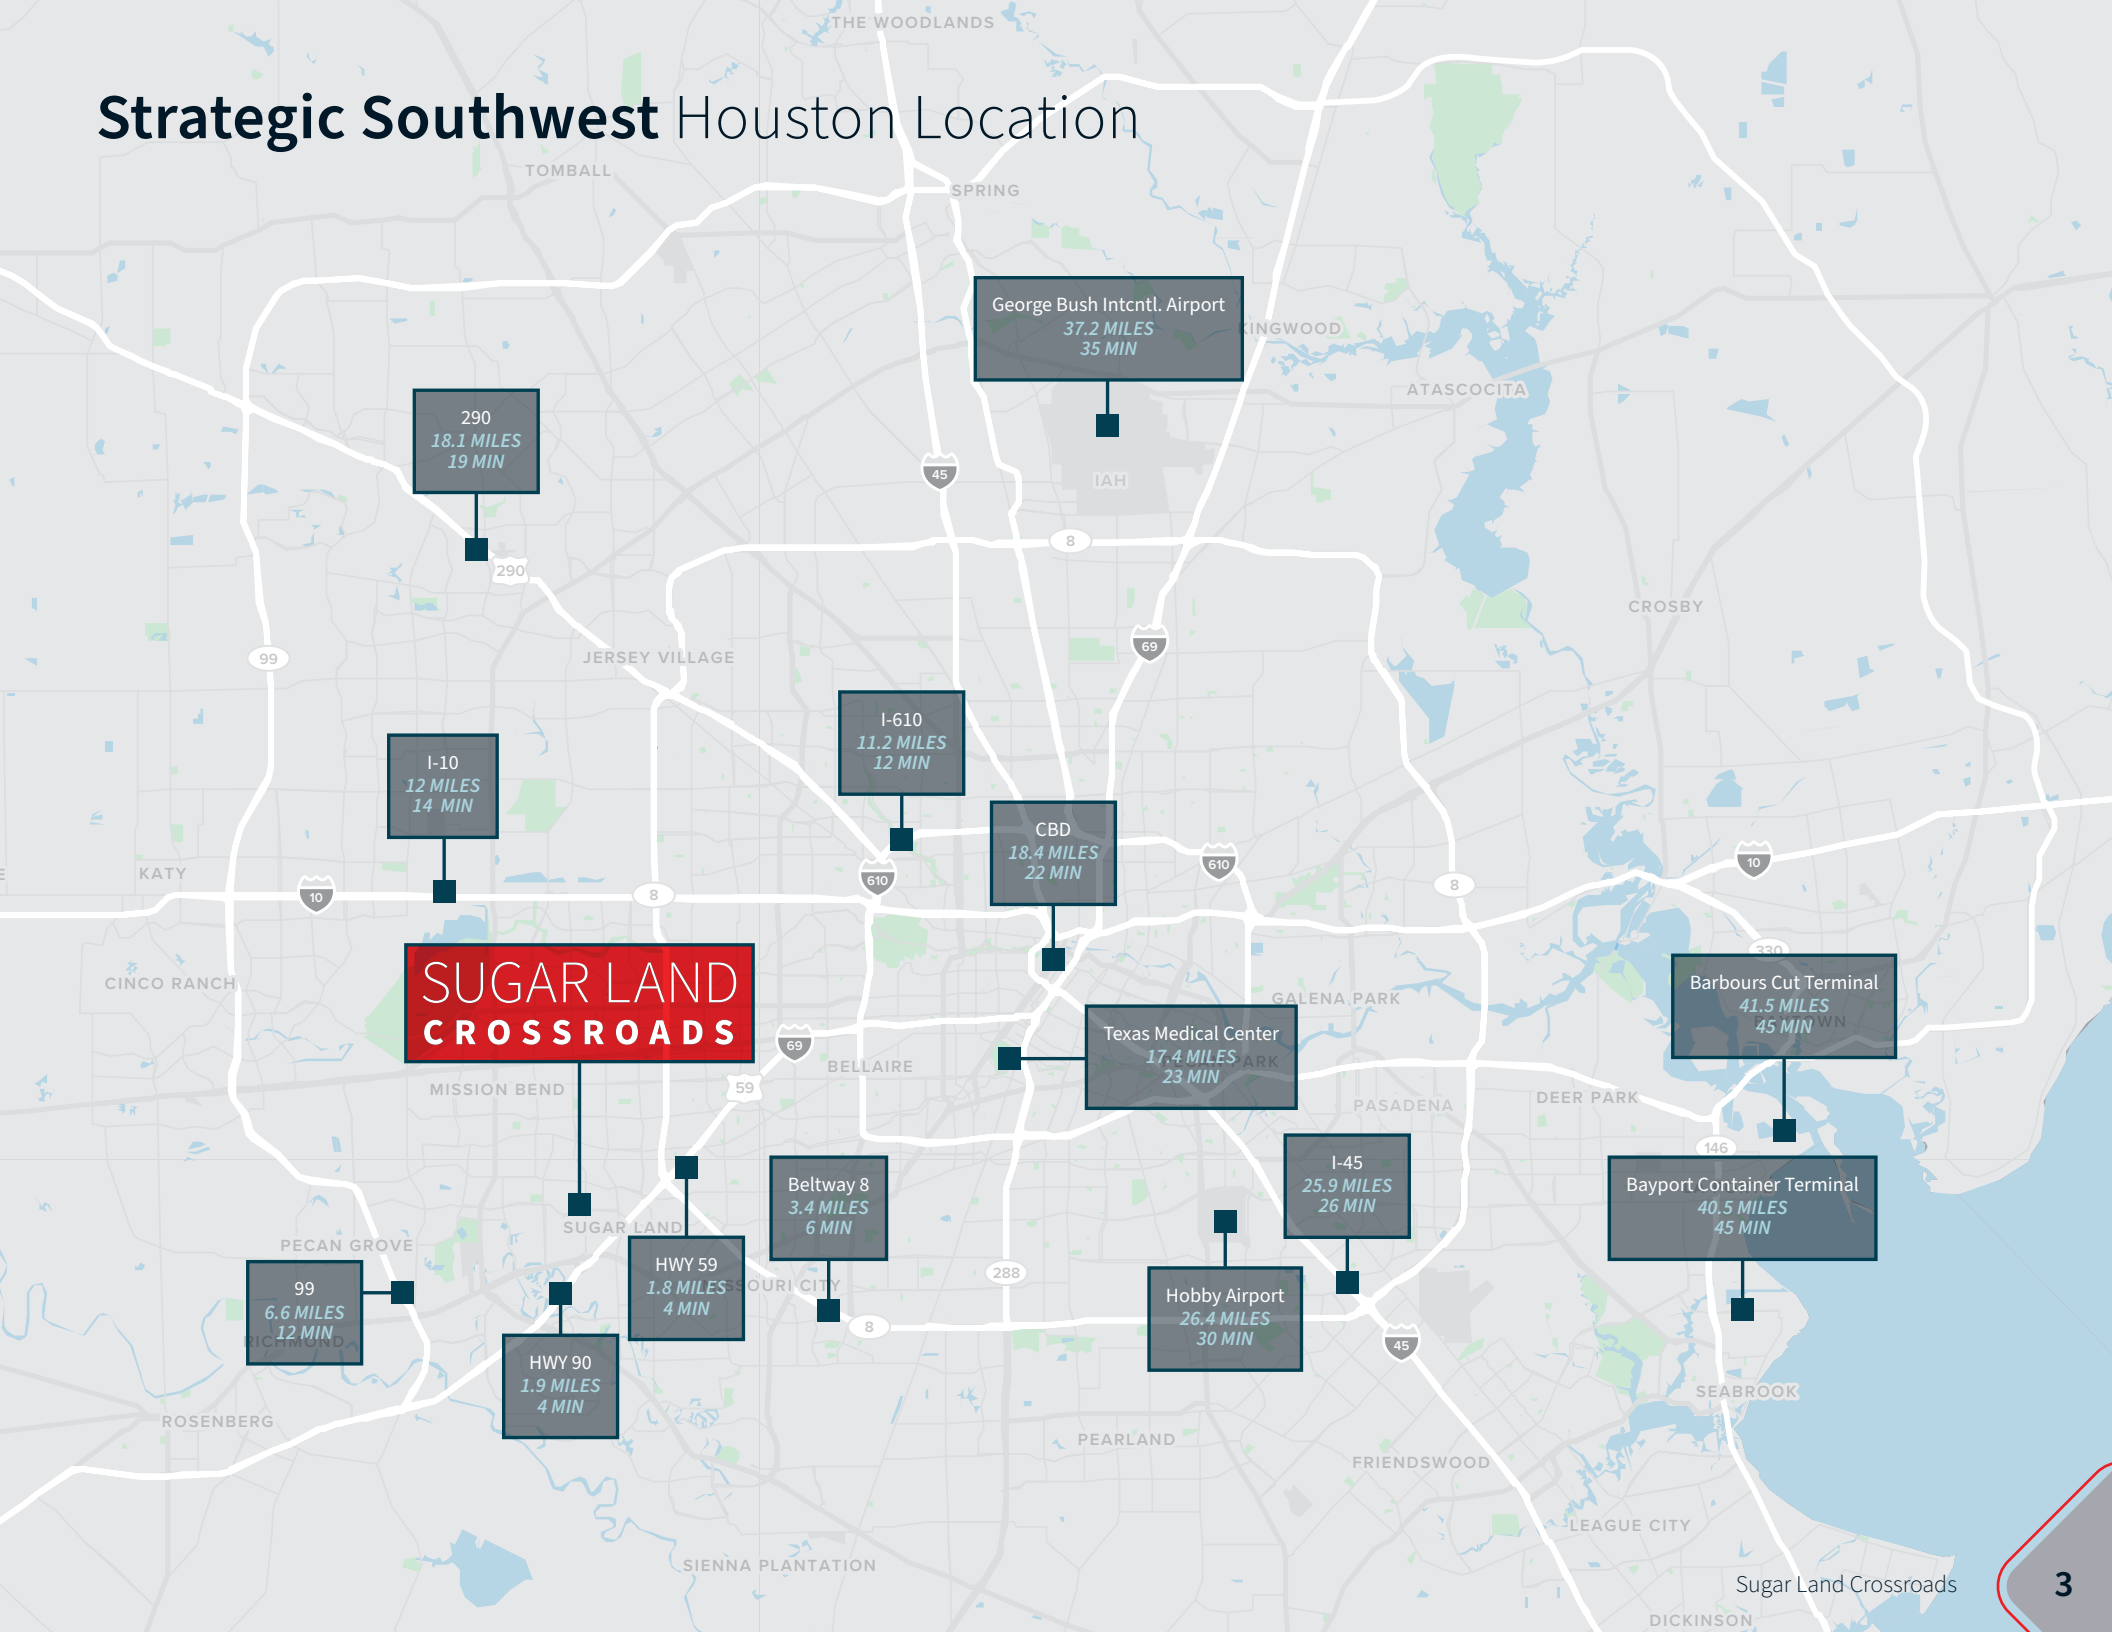 THE WOODLANDS
Strategic Southwest Houston Location
TOMBALL
SPRING
George Bush Intcntl. Airport
37.2 MILES
35 MIN
KINGWOOD
ATASCOCITA
290
18.1 MILES
19 MIN
45
IAH
8
290
CROSBY
69
99
JERSEY VILLAGE
I-610
11.2 MILES
12 MIN
I-10
12 MILES
14 MIN
CBD
18.4 MILES
22 MIN
KATY
10
8
610
610
8
10
330
SUGAR LAND
CROSSROADS
CINCO RANCH
GALENA PARK
Barbours Cut Terminal
41.5 MILES
45 MIN
Texas Medical Center
17.4 MILES
23 MIN
69
BELLAIRE
59
MISSION BEND
PASADENA
DEER PARK
146
I-45
25.9 MILES
26 MIN
Beltway 8
3.4 MILES
6 MIN
Bayport Container Terminal
40.5 MILES
45 MIN
SUGAR LAND
PECAN GROVE
HWY 59
1.8 MILES
4 MIN
99
6.6 MILES
12 MIN
RICHMOND
288
8
Hobby Airport
26.4 MILES
30 MIN
45
HWY 90
1.9 MILES
4 MIN
SEABROOK
ROSENBERG
PEARLAND
FRIENDSWOOD
LEAGUE CITY
SIENNA PLANTATION
Sugar Land Crossroads
3
DICKINSON